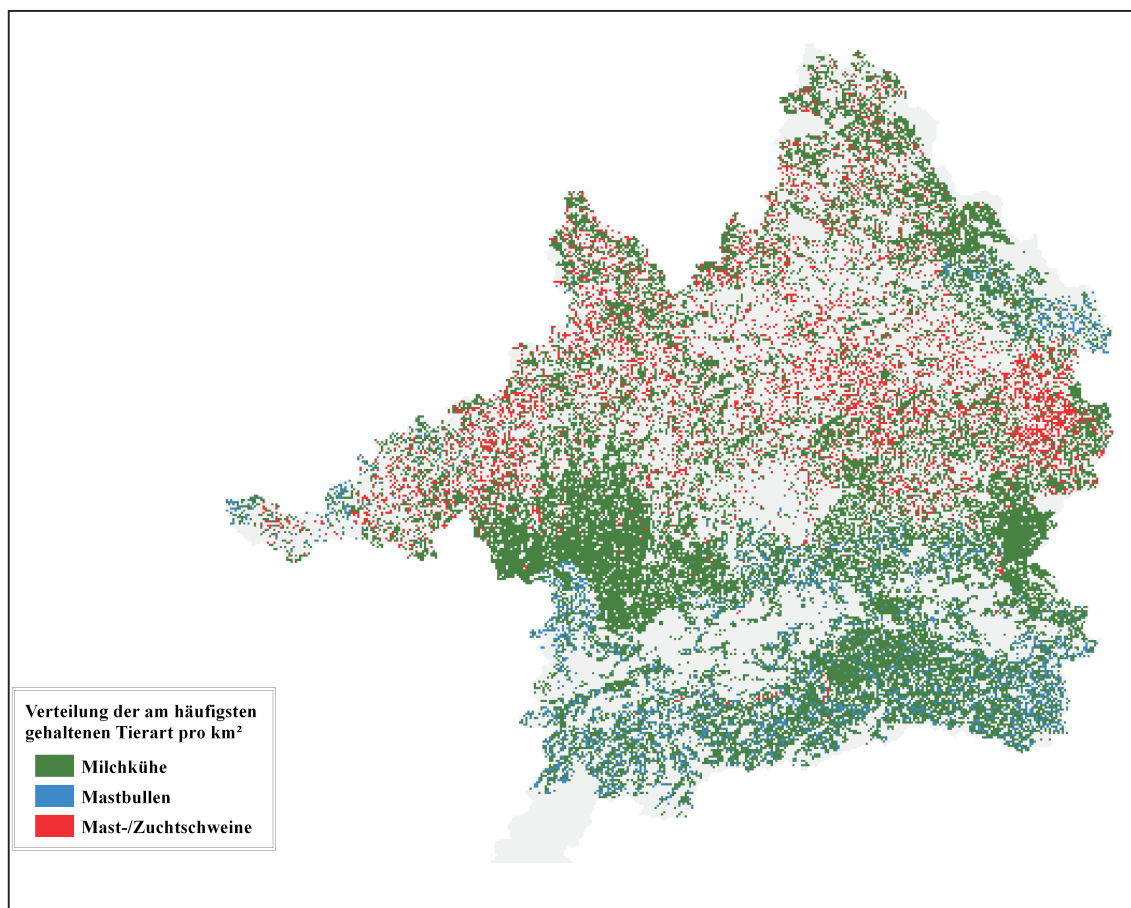 Verteilung der am häufigsten
gehaltenen Tierart pro km²
Milchkühe
Mastbullen
Mast-/Zuchtschweine